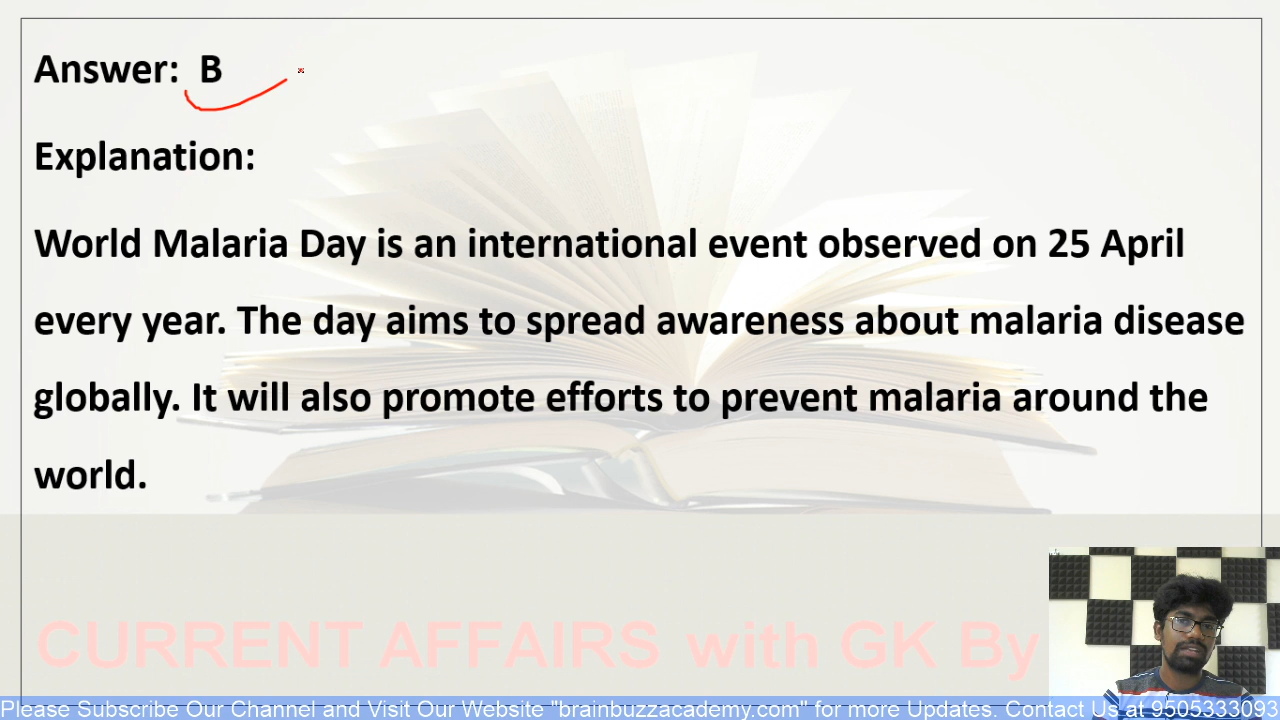 Answer: B
Explanation:
World Malaria Day is an international event observed on 25 April
every year. The day aims to spread awareness about malaria disease
globally. It will also promote efforts to prevent malaria around the
world.
CURRENT AFFAIRS with GK By
Please Subscribe Our Channel and Visit Our Website "brainbuzzacademy.com" for more Updates. Contact Us at 9505333093